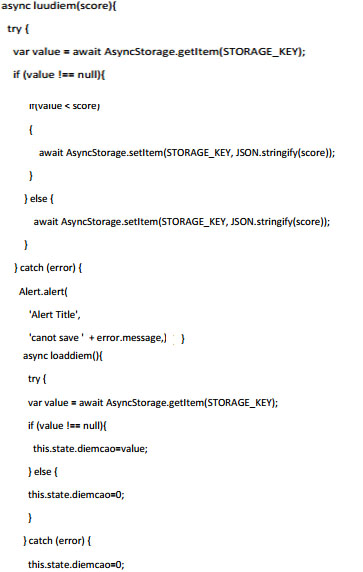 async luudiem(score){
try {
var value = await AsyncStorage.getItem(STORAGE_KEY);
if (value !== null){
if(value < score)
{
await AsyncStorage.setItem(STORAGE_KEY, JSON.stringify(score));
}
} else {
await AsyncStorage.setItem(STORAGE_KEY, JSON.stringify(score));
}
} catch (error) {
Alert.alert(
'Alert Title',
'canot save ' + error.message,) }
async loaddiem(){
try {
var value = await AsyncStorage.getItem(STORAGE_KEY);
if (value !== null){
this.state.diemcao=value;
} else {
this.state.diemcao=0;
}
} catch (error) {
this.state.diemcao=0;